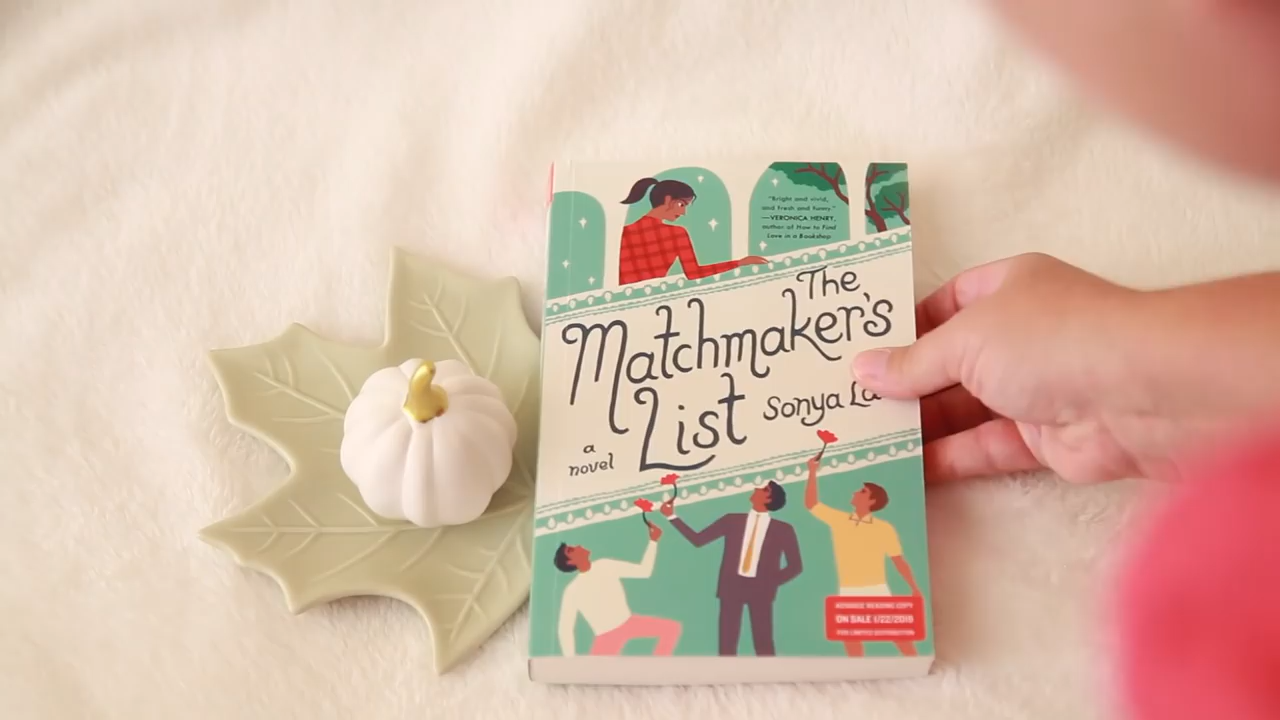 "Bright and vivid,
and fresh and funny."
—VERONICA HENRY,
author of How to Find
Love in a Bookshop
The
Matchmaker's
List
Sonya La
a
novel
ADVANCE READING COPY
ON SALE 1/22/2019
FOR LIMITED DISTRIBUTION